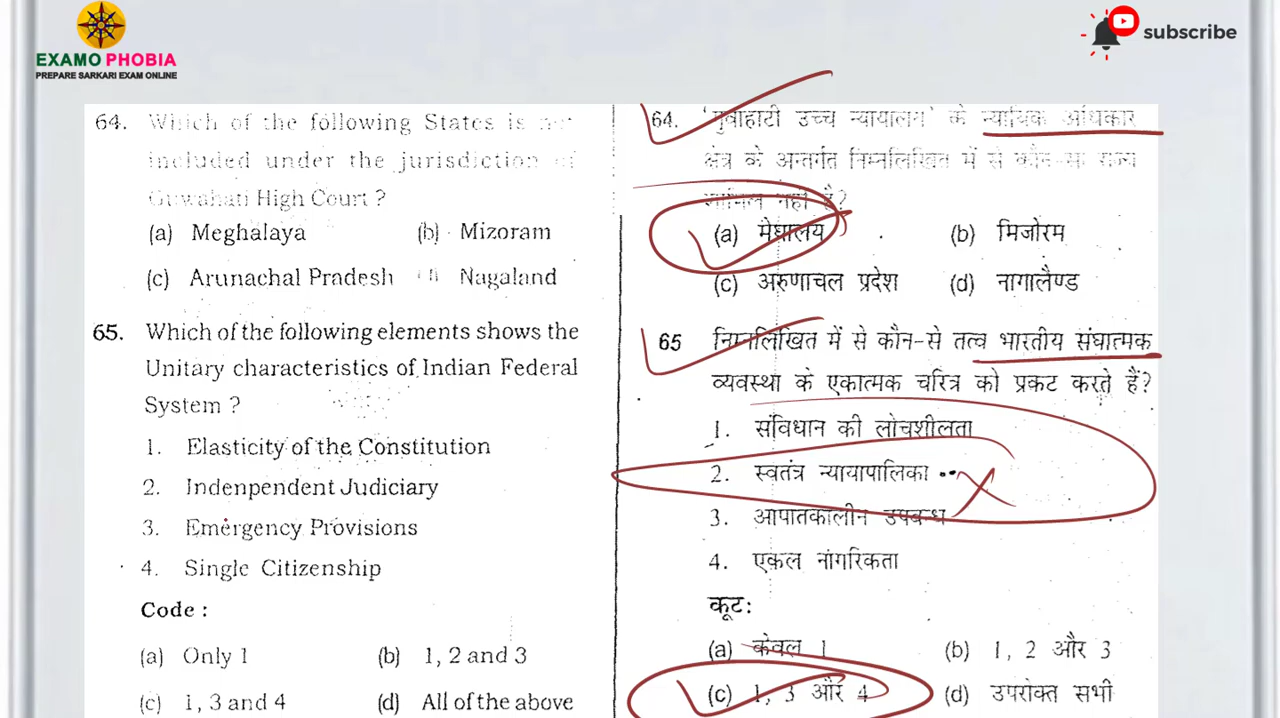 EXAMO PHOBIA
PREPARE SARKARI EXAM ONLINE
subscribe
64. Which of the following States is not
included under the jurisdiction of
Guwahati High Court ?
(a) Meghalaya (b) Mizoram
(c) Arunachal Pradesh Nagaland
65. Which of the following elements shows the
Unitary characteristics of Indian Federal
System ?
1. Elasticity of the Constitution
2. Indenpendent Judiciary
3. Emergency Provisions
4. Single Citizenship
Code :
(a) Only 1 (b) 1, 2 and 3
(c) 1, 3 and 4 (d) All of the above
64. 'गुवाहाटी उच्च न्यायालय' के न्यायिक अधिकार
क्षेत्र के अन्तर्गत निम्नलिखित में से कौन-सा राज्य
शामिल नहीं है?
(a) मेघालय (b) मिजोरम
(c) अरुणाचल प्रदेश (d) नागालैण्ड
65 निम्नलिखित में से कौन-से तत्व भारतीय संघात्मक
व्यवस्था के एकात्मक चरित्र को प्रकट करते हैं?
1. संविधान की लोचशीलता
2. स्वतंत्र न्यायापालिका
3. आपातकालीन उपबन्ध
4. एकल नागरिकता
कूट:
(a) केवल 1 (b) 1, 2 और 3
(c) 1, 3 और 4 (d) उपरोक्त सभी